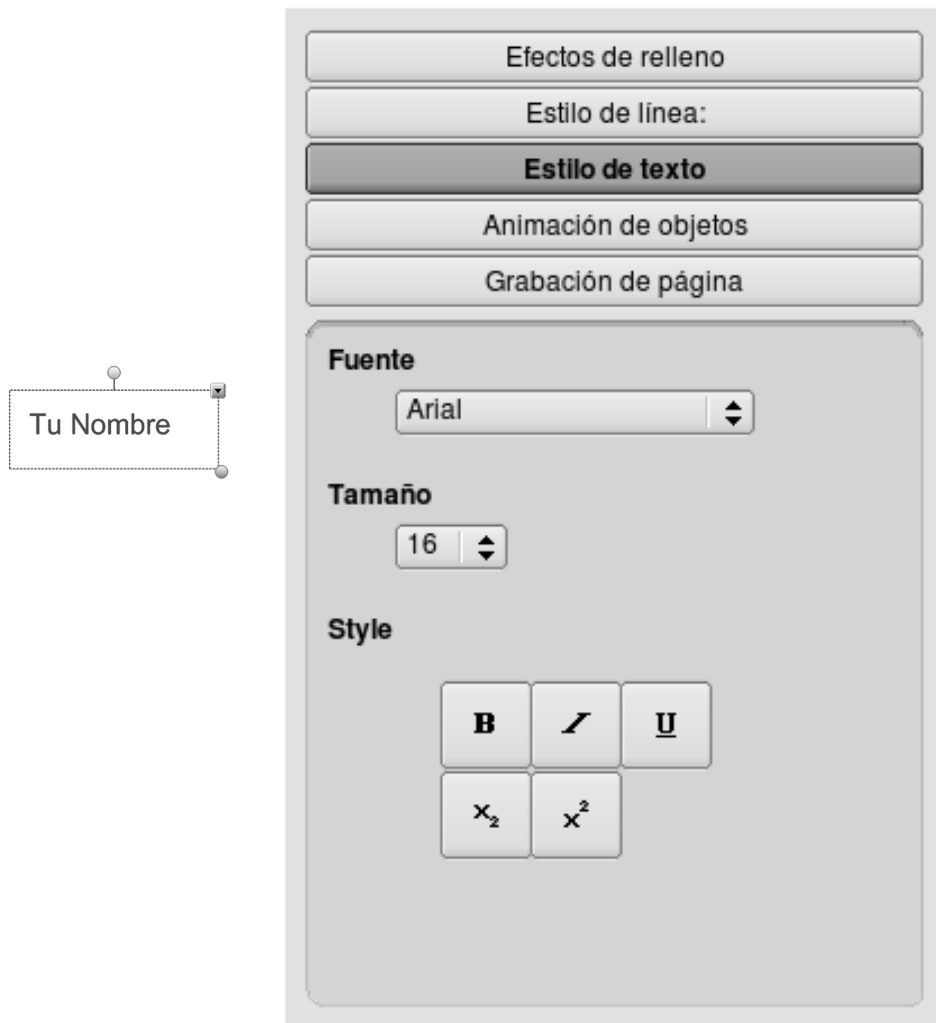 Efectos de relleno
Estilo de línea:
Estilo de texto
Animación de objetos
Grabación de página
Tu Nombre
Fuente
Arial
Tamaño
16
Style
B I U
x₂ x²